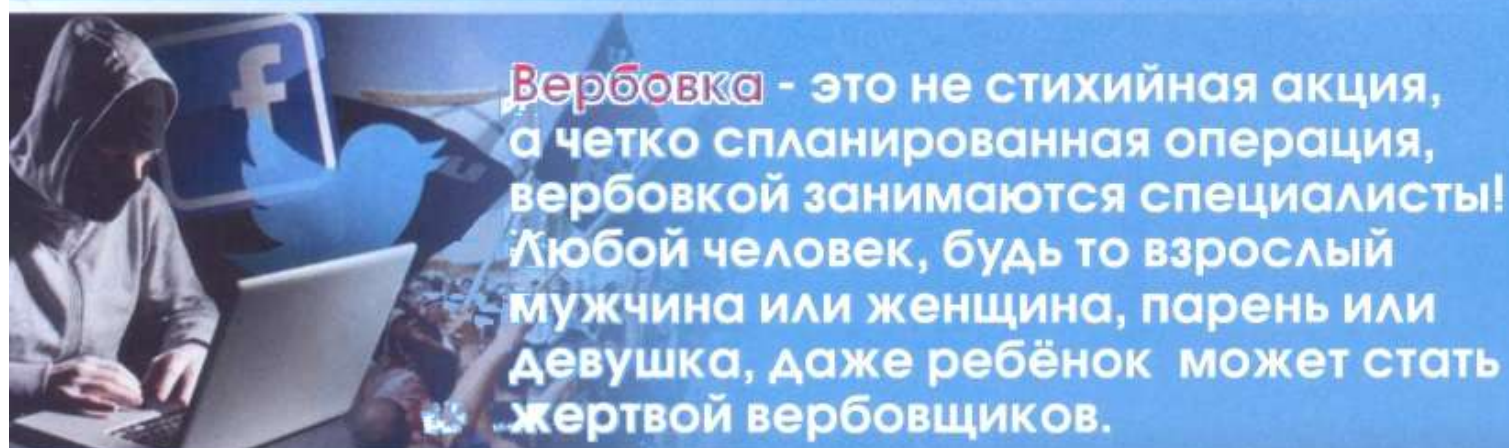 Вербовка - это не стихийная акция,
а четко спланированная операция,
вербовкой занимаются специалисты!
Любой человек, будь то взрослый
мужчина или женщина, парень или
девушка, даже ребёнок может стать
жертвой вербовщиков.